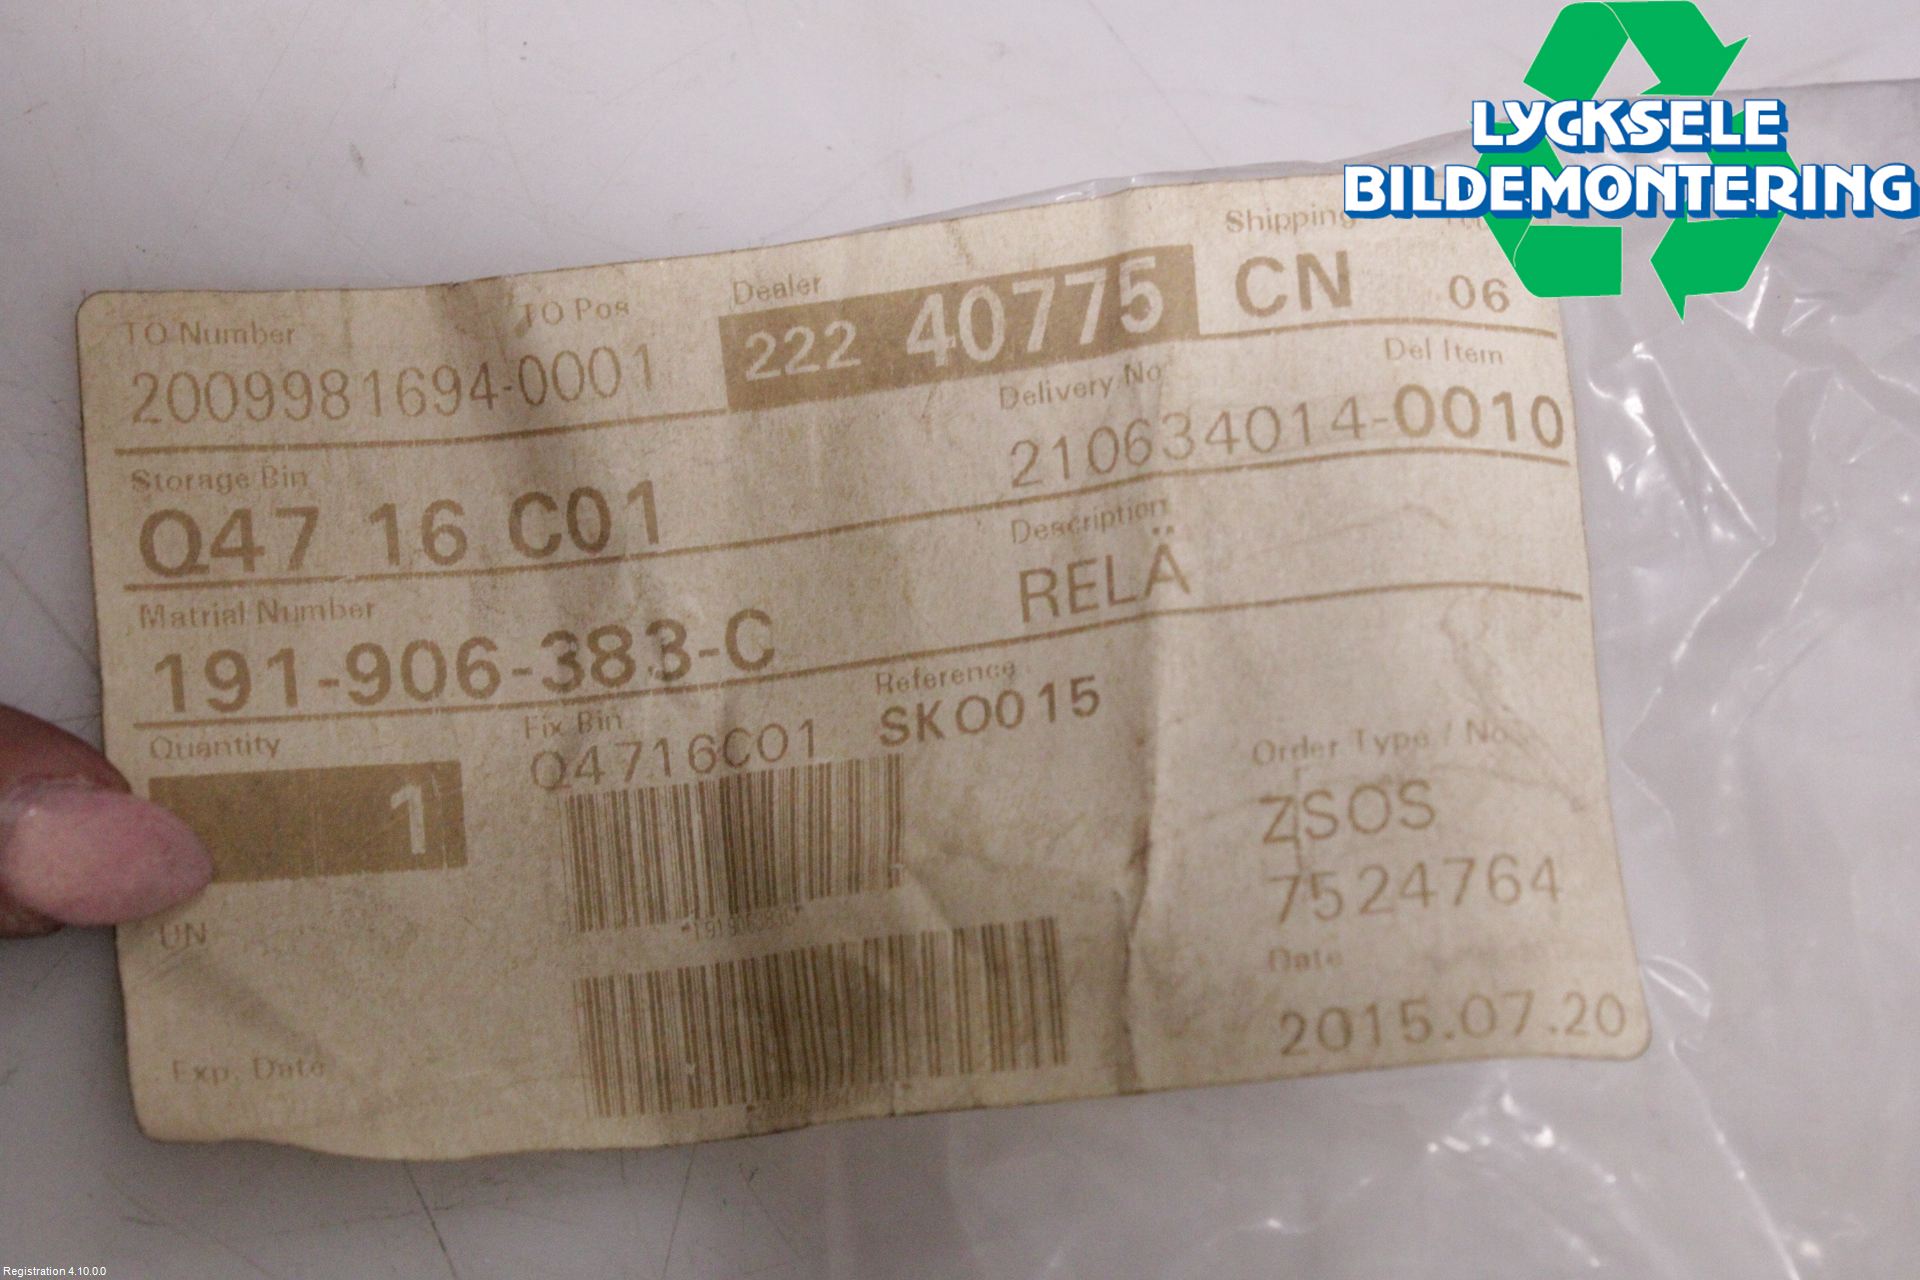 LYCKSELE
BILDEMONTERING
TO Number TO Pos Dealer Shipping
2009981694-0001 222 40775 CN 06
Storage Bin Delivery No Del Item
Q47 16 C01 210634014-0010
Matrial Number Description
191-906-383-C RELÄ
Quantity Fix Bin Reference
1 Q4716C01 SKO015
Order Type / No
ZSOS
7524764
UN
Date
2015.07.20
Exp. Date
Registration 4.10.0.0